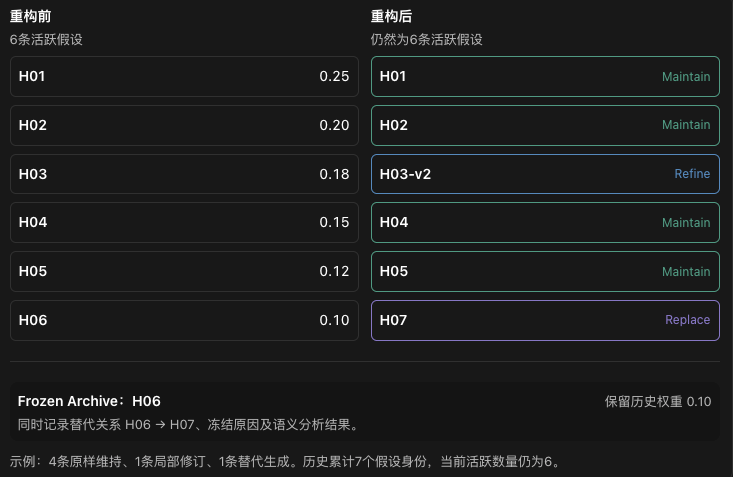 重构前
6条活跃假设
H01 0.25
H02 0.20
H03 0.18
H04 0.15
H05 0.12
H06 0.10
重构后
仍然为6条活跃假设
H01 Maintain
H02 Maintain
H03-v2 Refine
H04 Maintain
H05 Maintain
H07 Replace
Frozen Archive：H06 保留历史权重 0.10
同时记录替代关系 H06 → H07、冻结原因及语义分析结果。
示例：4条原样维持、1条局部修订、1条替代生成。历史累计7个假设身份，当前活跃数量仍为6。